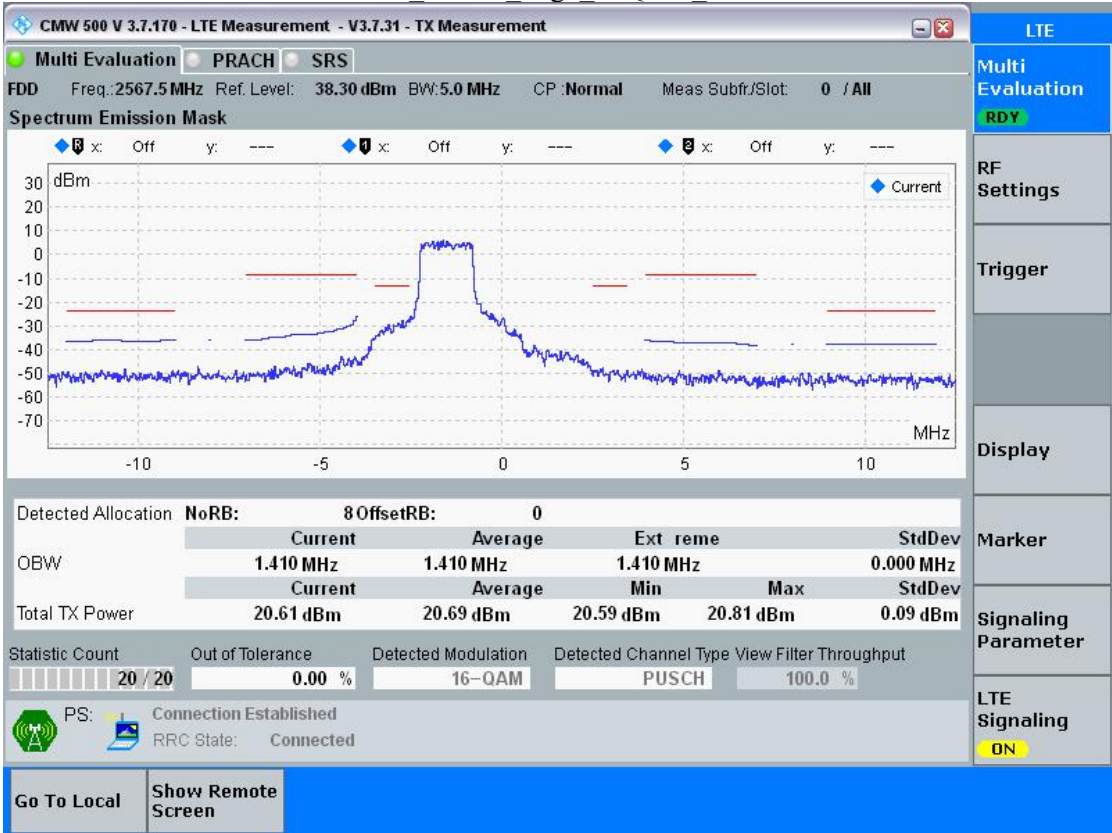 CMW 500 V 3.7.170 - LTE Measurement - V3.7.31 - TX Measurement
LTE
Multi Evaluation PRACH SRS
Multi Evaluation
RDY
FDD Freq.:2567.5 MHz Ref. Level: 38.30 dBm BW:5.0 MHz CP :Normal Meas Subfr./Slot: 0 / All
Spectrum Emission Mask
R x: Off y: --- 1 x: Off y: --- 2 x: Off y: ---
dBm
Current
30
20
10
0
-10
-20
-30
-40
-50
-60
-70
MHz
-10 -5 0 5 10
RF Settings
Trigger
Display
Marker
Signaling Parameter
LTE Signaling
ON
Detected Allocation NoRB: 8 OffsetRB: 0
Current Average Ext reme StdDev
OBW 1.410 MHz 1.410 MHz 1.410 MHz 0.000 MHz
Current Average Min Max StdDev
Total TX Power 20.61 dBm 20.69 dBm 20.59 dBm 20.81 dBm 0.09 dBm
Statistic Count Out of Tolerance Detected Modulation Detected Channel Type View Filter Throughput
20 / 20 0.00 % 16-QAM PUSCH 100.0 %
PS: Connection Established
RRC State: Connected
Go To Local Show Remote Screen